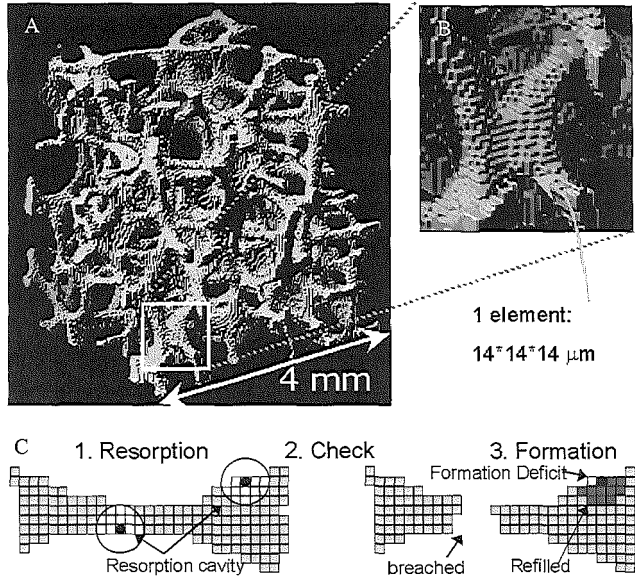 A
B
4 mm
1 element:
14*14*14 μm
C
1. Resorption
2. Check
3. Formation
Formation Deficit
Resorption cavity
breached
Refilled